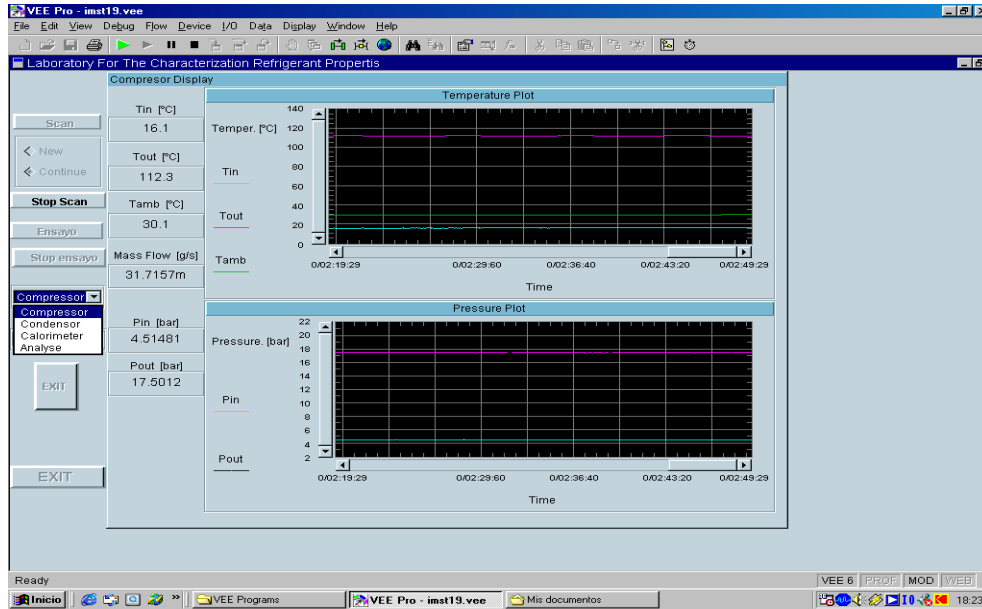 VEE Pro - imst19.vee
File Edit View Debug Flow Device I/O Data Display Window Help
Laboratory For The Characterization Refrigerant Propertis
Compresor Display
Scan
New
Continue
Stop Scan
Ensayo
Stop ensayo
Compressor
Compressor
Condensor
Calorimeter
Analyse
EXIT
EXIT
Tin [ºC]
16.1
Tout [ºC]
112.3
Tamb [ºC]
30.1
Mass Flow [g/s]
31.7157m
Pin [bar]
4.51481
Pout [bar]
17.5012
Temperature Plot
Temper. [ºC]
Tin
Tout
Tamb
140
120
100
80
60
40
20
0
0/02:19:29 0/02:29:60 0/02:36:40 0/02:43:20 0/02:49:29
Time
Pressure Plot
Pressure. [bar]
Pin
Pout
22
20
18
16
14
12
10
8
6
4
2
0/02:19:29 0/02:29:60 0/02:36:40 0/02:43:20 0/02:49:29
Time
Ready
VEE 6 PROF MOD WEB
Inicio » VEE Programs VEE Pro - imst19.vee Mis documentos 18:23